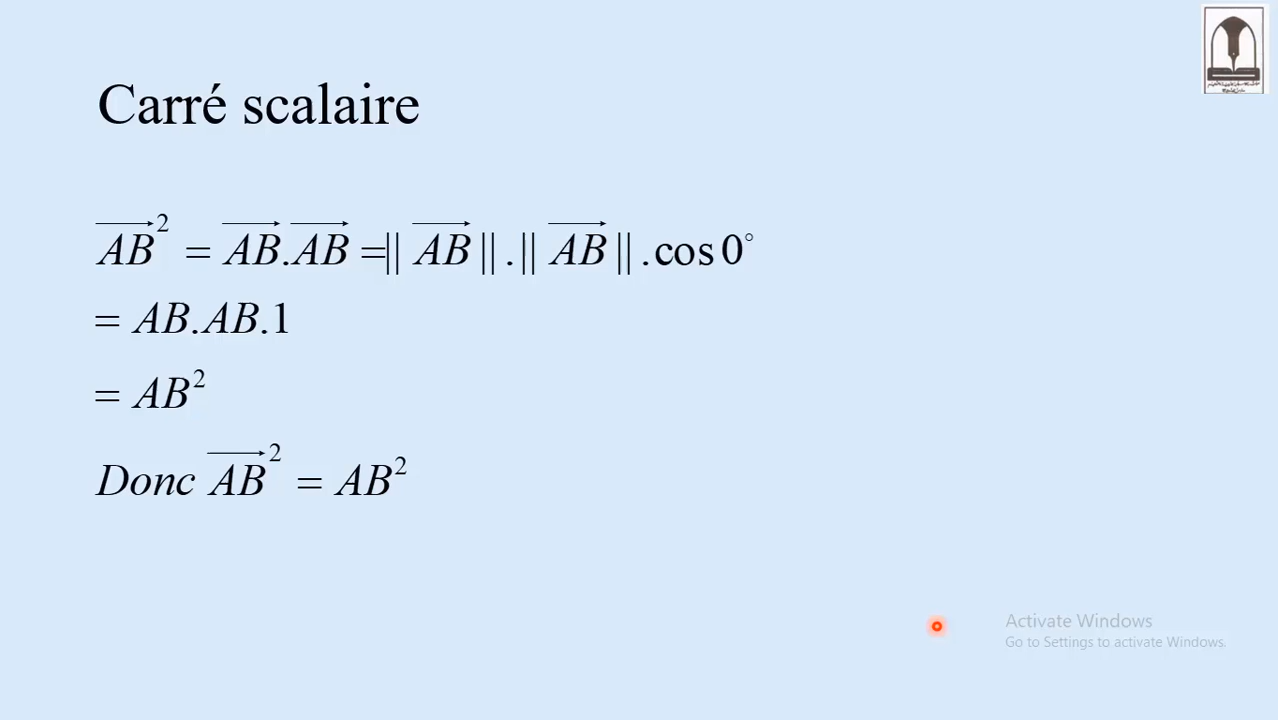 Carré scalaire
$\overrightarrow{AB}^2 = \overrightarrow{AB}.\overrightarrow{AB} = \| \overrightarrow{AB} \| . \| \overrightarrow{AB} \| . \cos 0^\circ$
$= AB.AB.1$
$= AB^2$
Donc $\overrightarrow{AB}^2 = AB^2$
Activate Windows
Go to Settings to activate Windows.